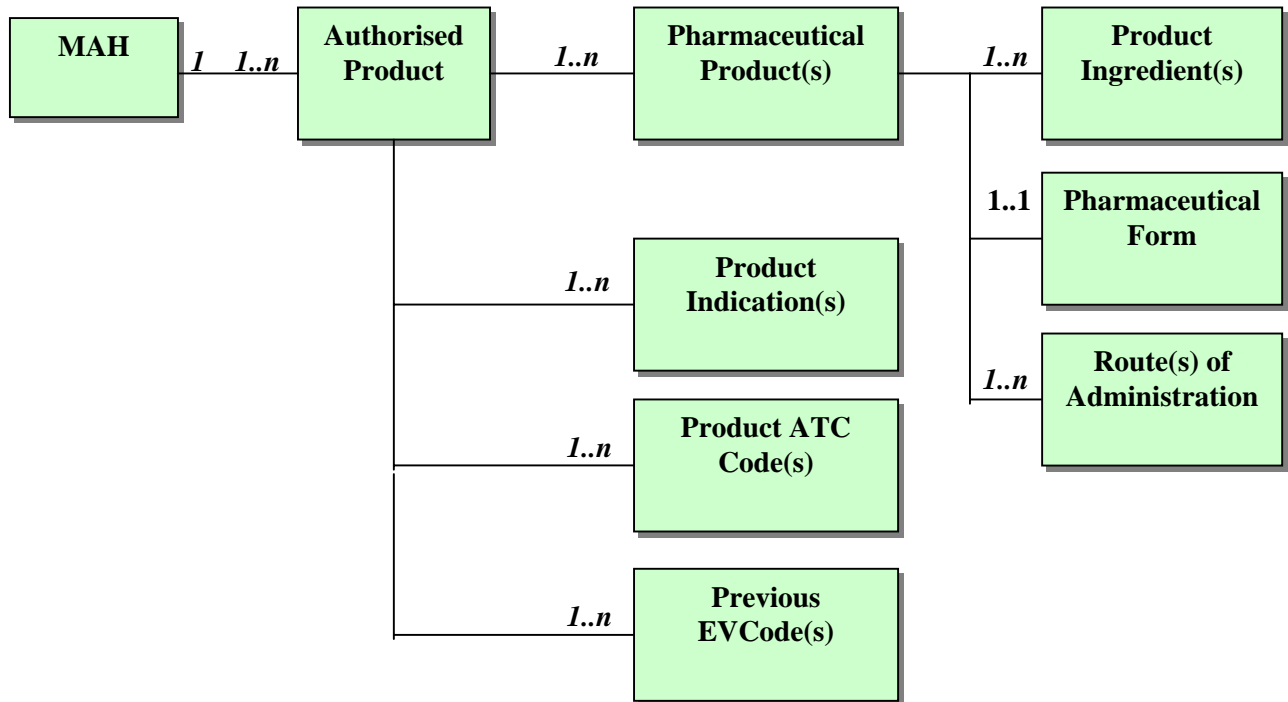 MAH
1 1..n
Authorised
Product
1..n
Pharmaceutical
Product(s)
1..n
Product
Ingredient(s)
1..1
Pharmaceutical
Form
1..n
Route(s) of
Administration
1..n
Product
Indication(s)
1..n
Product ATC
Code(s)
1..n
Previous
EVCode(s)